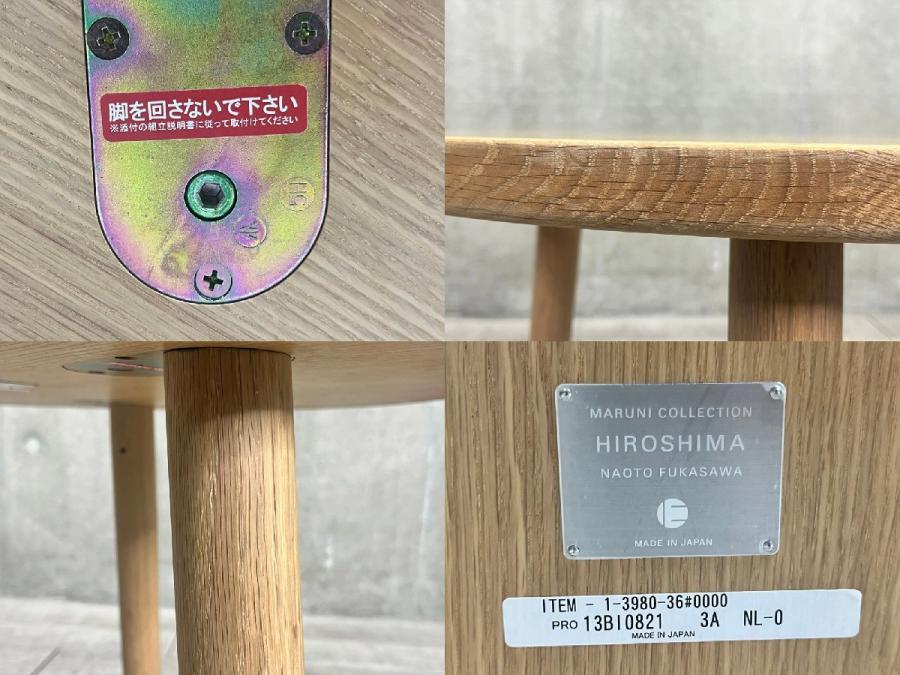 脚を回さないで下さい
※添付の組立説明書に従って取付けてください
HG
MARUNI COLLECTION
HIROSHIMA
NAOTO FUKASAWA
MADE IN JAPAN
ITEM - 1-3980-36#0000
PRO 13BI0821 3A NL-0
MADE IN JAPAN